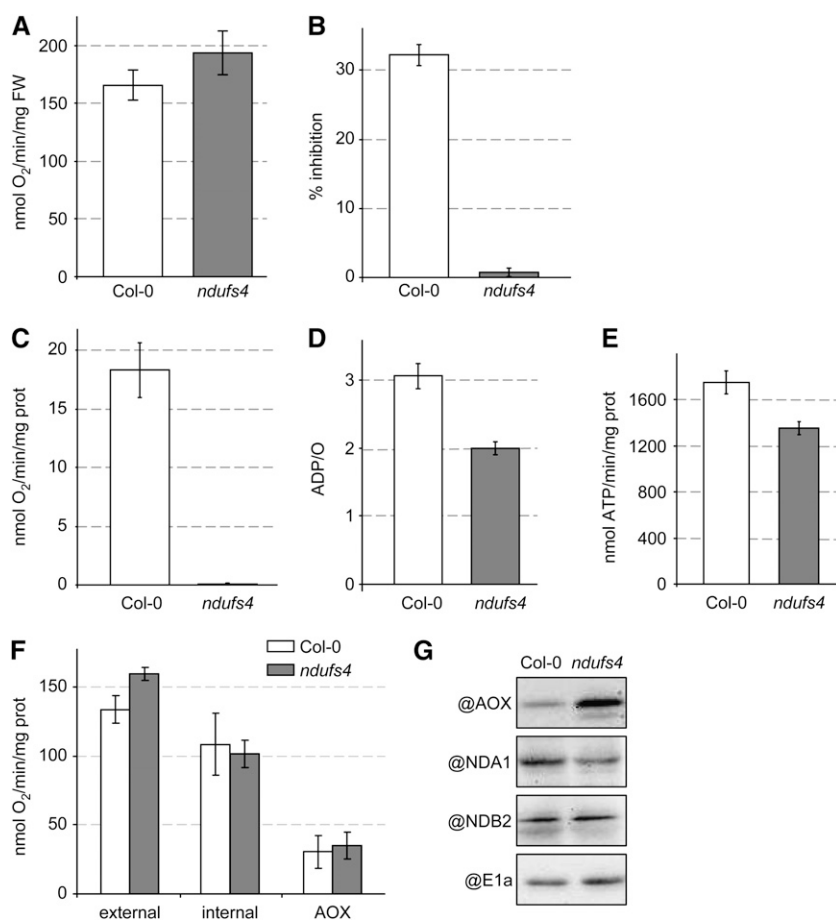 A
nmol O₂/min/mg FW
200
150
100
50
0
Col-0 ndufs4
B
% inhibition
30
20
10
0
Col-0 ndufs4
C
nmol O₂/min/mg prot
20
15
10
5
0
Col-0 ndufs4
D
ADP/O
3
2
1
0
Col-0 ndufs4
E
nmol ATP/min/mg prot
1600
1200
800
400
0
Col-0 ndufs4
F
Col-0
ndufs4
nmol O₂/min/mg prot
150
100
50
0
external internal AOX
G
Col-0 ndufs4
@AOX
@NDA1
@NDB2
@E1a